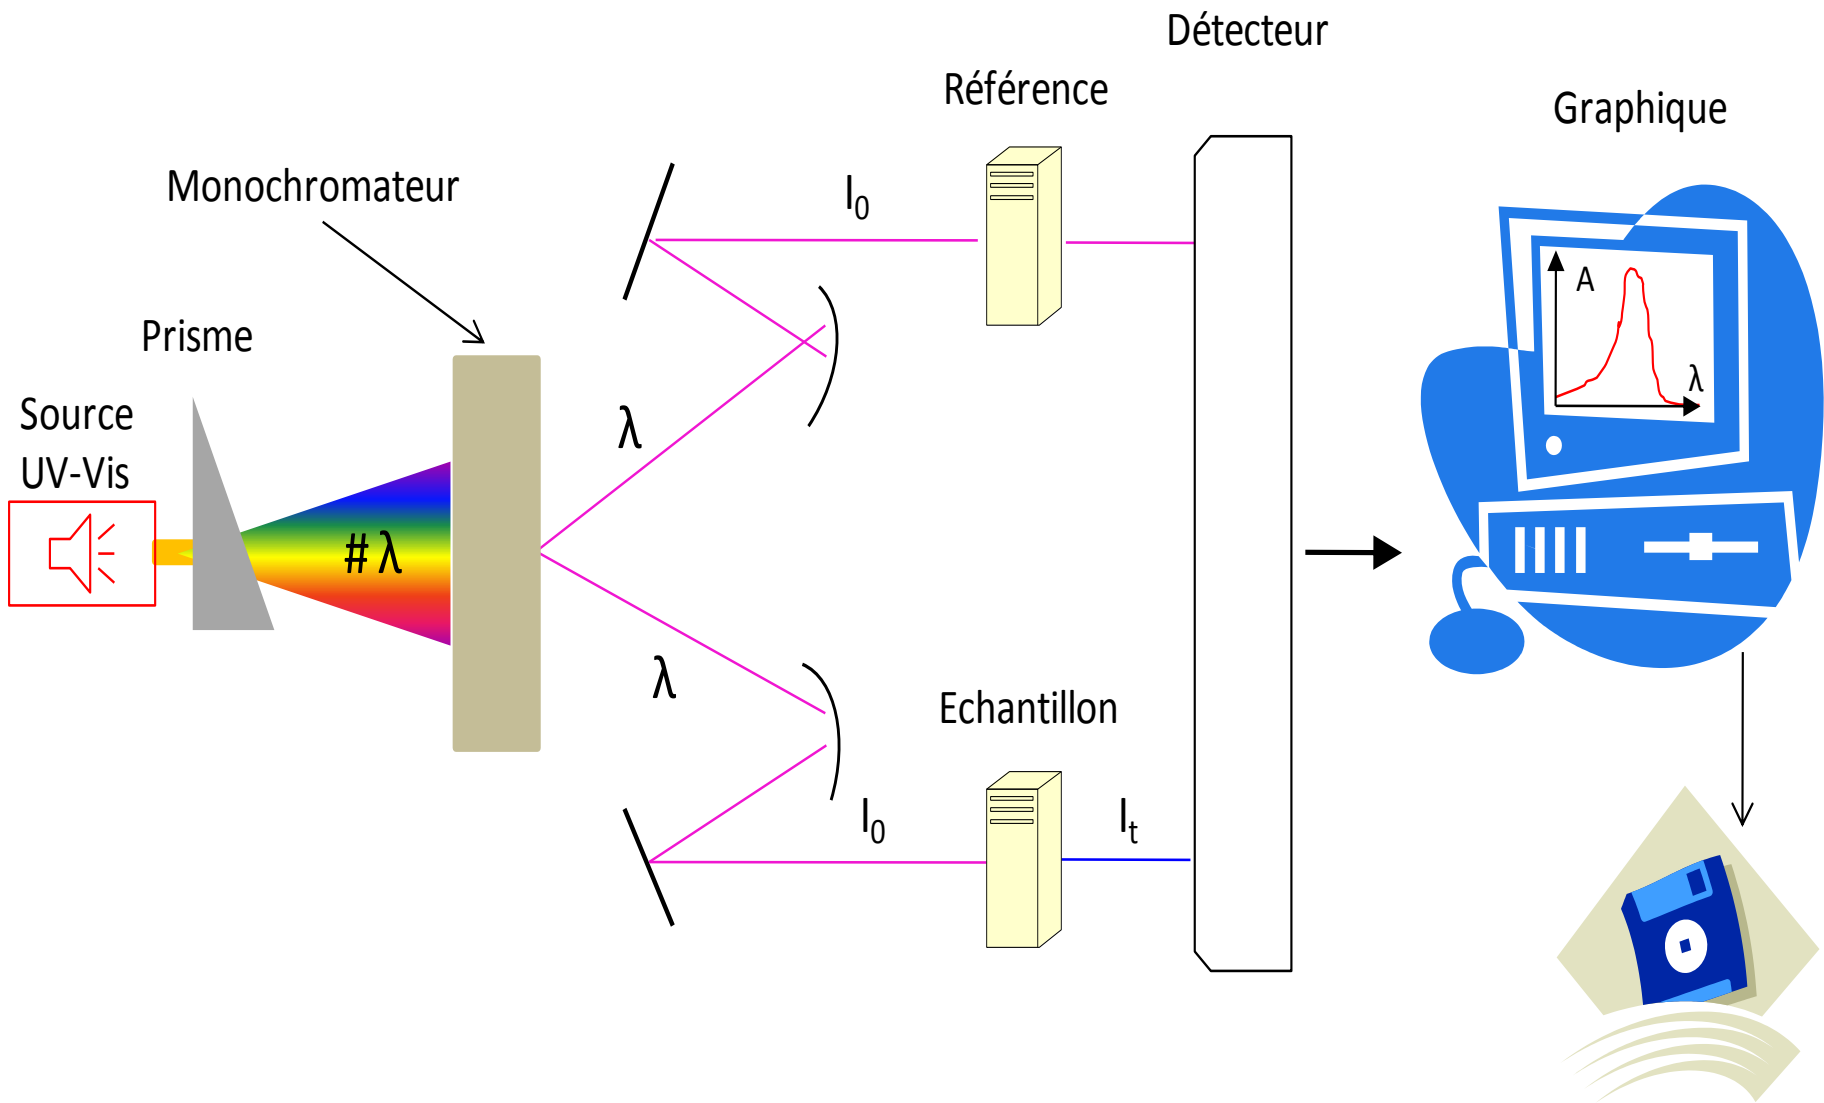 Détecteur
Référence
Graphique
Monochromateur
I0
A
Prisme
λ
Source
UV-Vis
λ
# λ
λ
Echantillon
I0
It